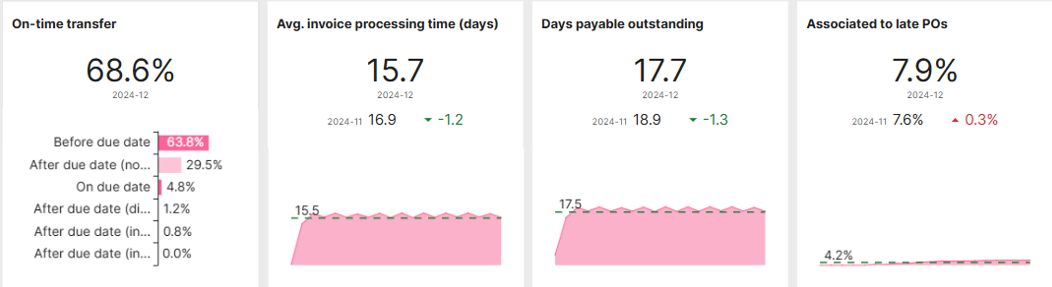 On-time transfer
68.6%
2024-12
Before due date 63.8%
After due date (no... 29.5%
On due date 4.8%
After due date (di... 1.2%
After due date (in... 0.8%
After due date (in... 0.0%
Avg. invoice processing time (days)
15.7
2024-12
2024-11 16.9 -1.2
15.5
Days payable outstanding
17.7
2024-12
2024-11 18.9 -1.3
17.5
Associated to late POs
7.9%
2024-12
2024-11 7.6% 0.3%
4.2%